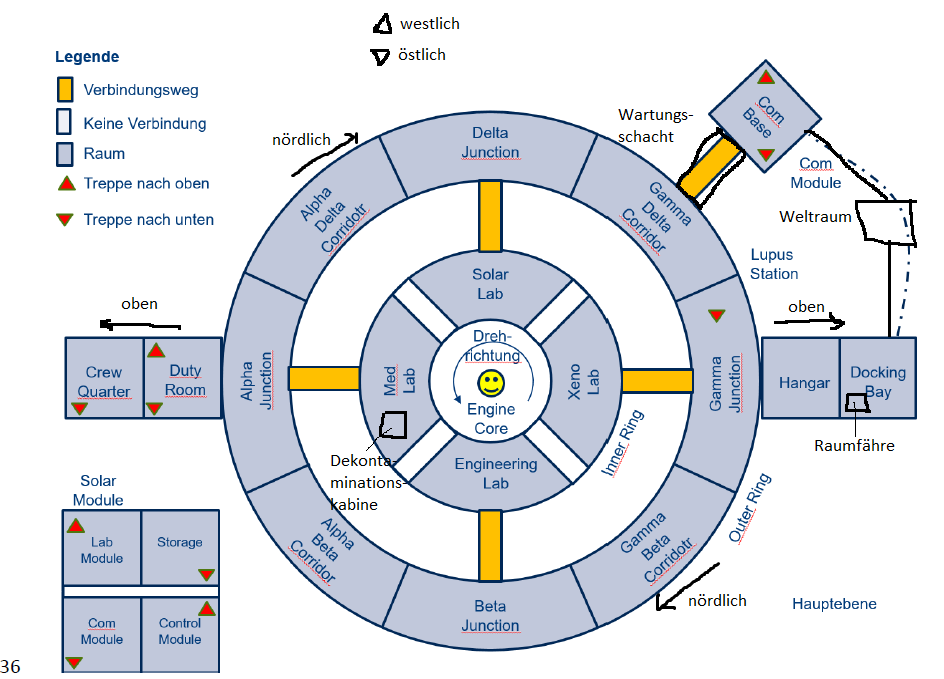 westlich
östlich
Legende
Verbindungsweg
Keine Verbindung
Raum
Treppe nach oben
Treppe nach unten
nördlich
Wartungs-
schacht
Com
Base
Com
Module
Weltraum
Delta
Junction
Alpha
Delta
Corridotr
Gamma
Delta
Corridor
Lupus
Station
Solar
Lab
oben
oben
Crew
Quarter
Duty
Room
Alpha
Junction
Med
Lab
Dreh-
richtung
Engine
Core
Xeno
Lab
Gamma
Junction
Hangar
Docking
Bay
Raumfähre
Inner Ring
Outer Ring
Dekonta-
minations-
kabine
Engineering
Lab
Solar
Module
Lab
Module
Storage
Com
Module
Control
Module
Alpha
Beta
Corridor
Beta
Junction
Gamma
Beta
Corridotr
nördlich
Hauptebene
36